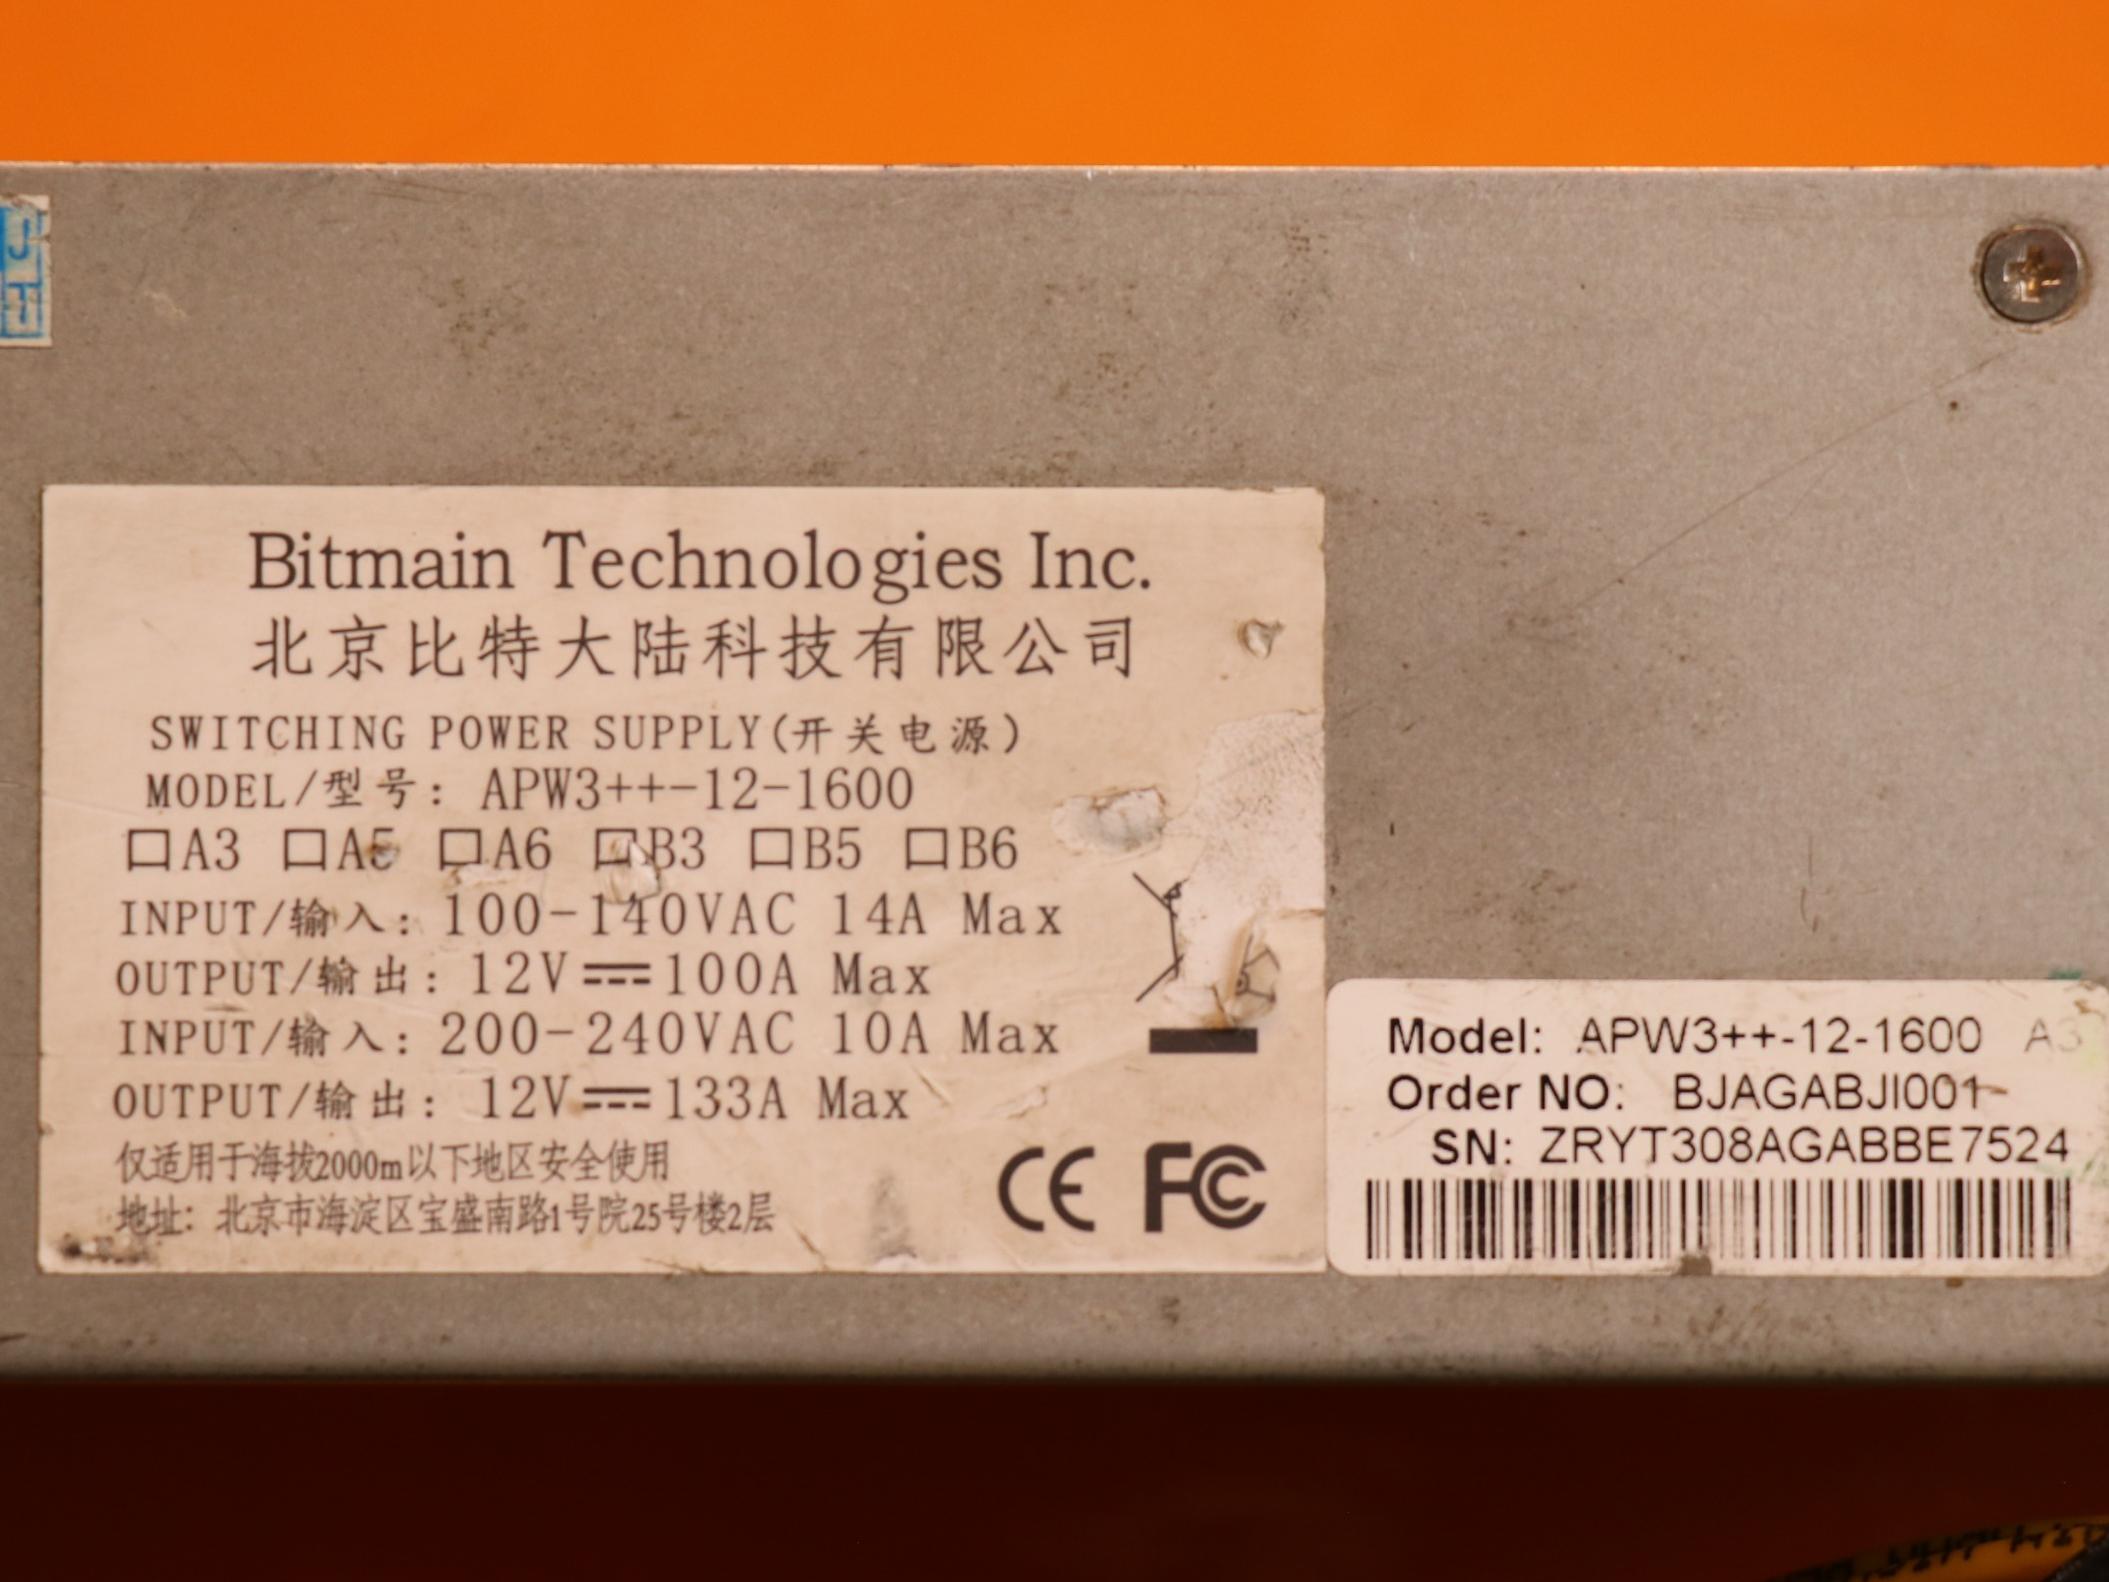 Bitmain Technologies Inc.
北京比特大陆科技有限公司
SWITCHING POWER SUPPLY(开关电源)
MODEL/型号: APW3++-12-1600
□A3 □A5 □A6 □B3 □B5 □B6
INPUT/输入: 100-140VAC 14A Max
OUTPUT/输出: 12V⎓100A Max
INPUT/输入: 200-240VAC 10A Max
OUTPUT/输出: 12V⎓133A Max
仅适用于海拔2000m以下地区安全使用
地址: 北京市海淀区宝盛南路1号院25号楼2层
CE FC
Model: APW3++-12-1600 A3
Order NO: BJAGABJI001-
SN: ZRYT308AGABBBE7524